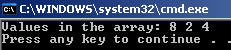 C:\WINDOWS\system32\cmd.exe
Values in the array: 8 2 4
Press any key to continue . .